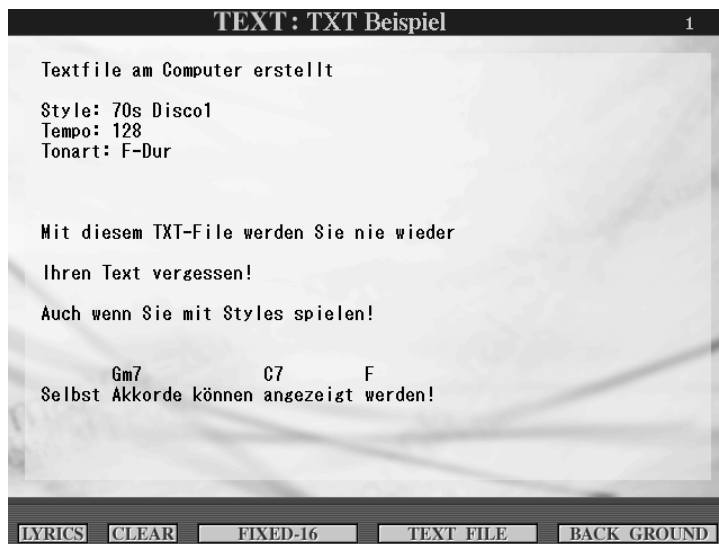 TEXT : TXT Beispiel 1
Textfile am Computer erstellt
Style: 70s Disco1
Tempo: 128
Tonart: F-Dur
Mit diesem TXT-File werden Sie nie wieder
Ihren Text vergessen!
Auch wenn Sie mit Styles spielen!
Gm7 C7 F
Selbst Akkorde können angezeigt werden!
LYRICS CLEAR FIXED-16 TEXT FILE BACK GROUND